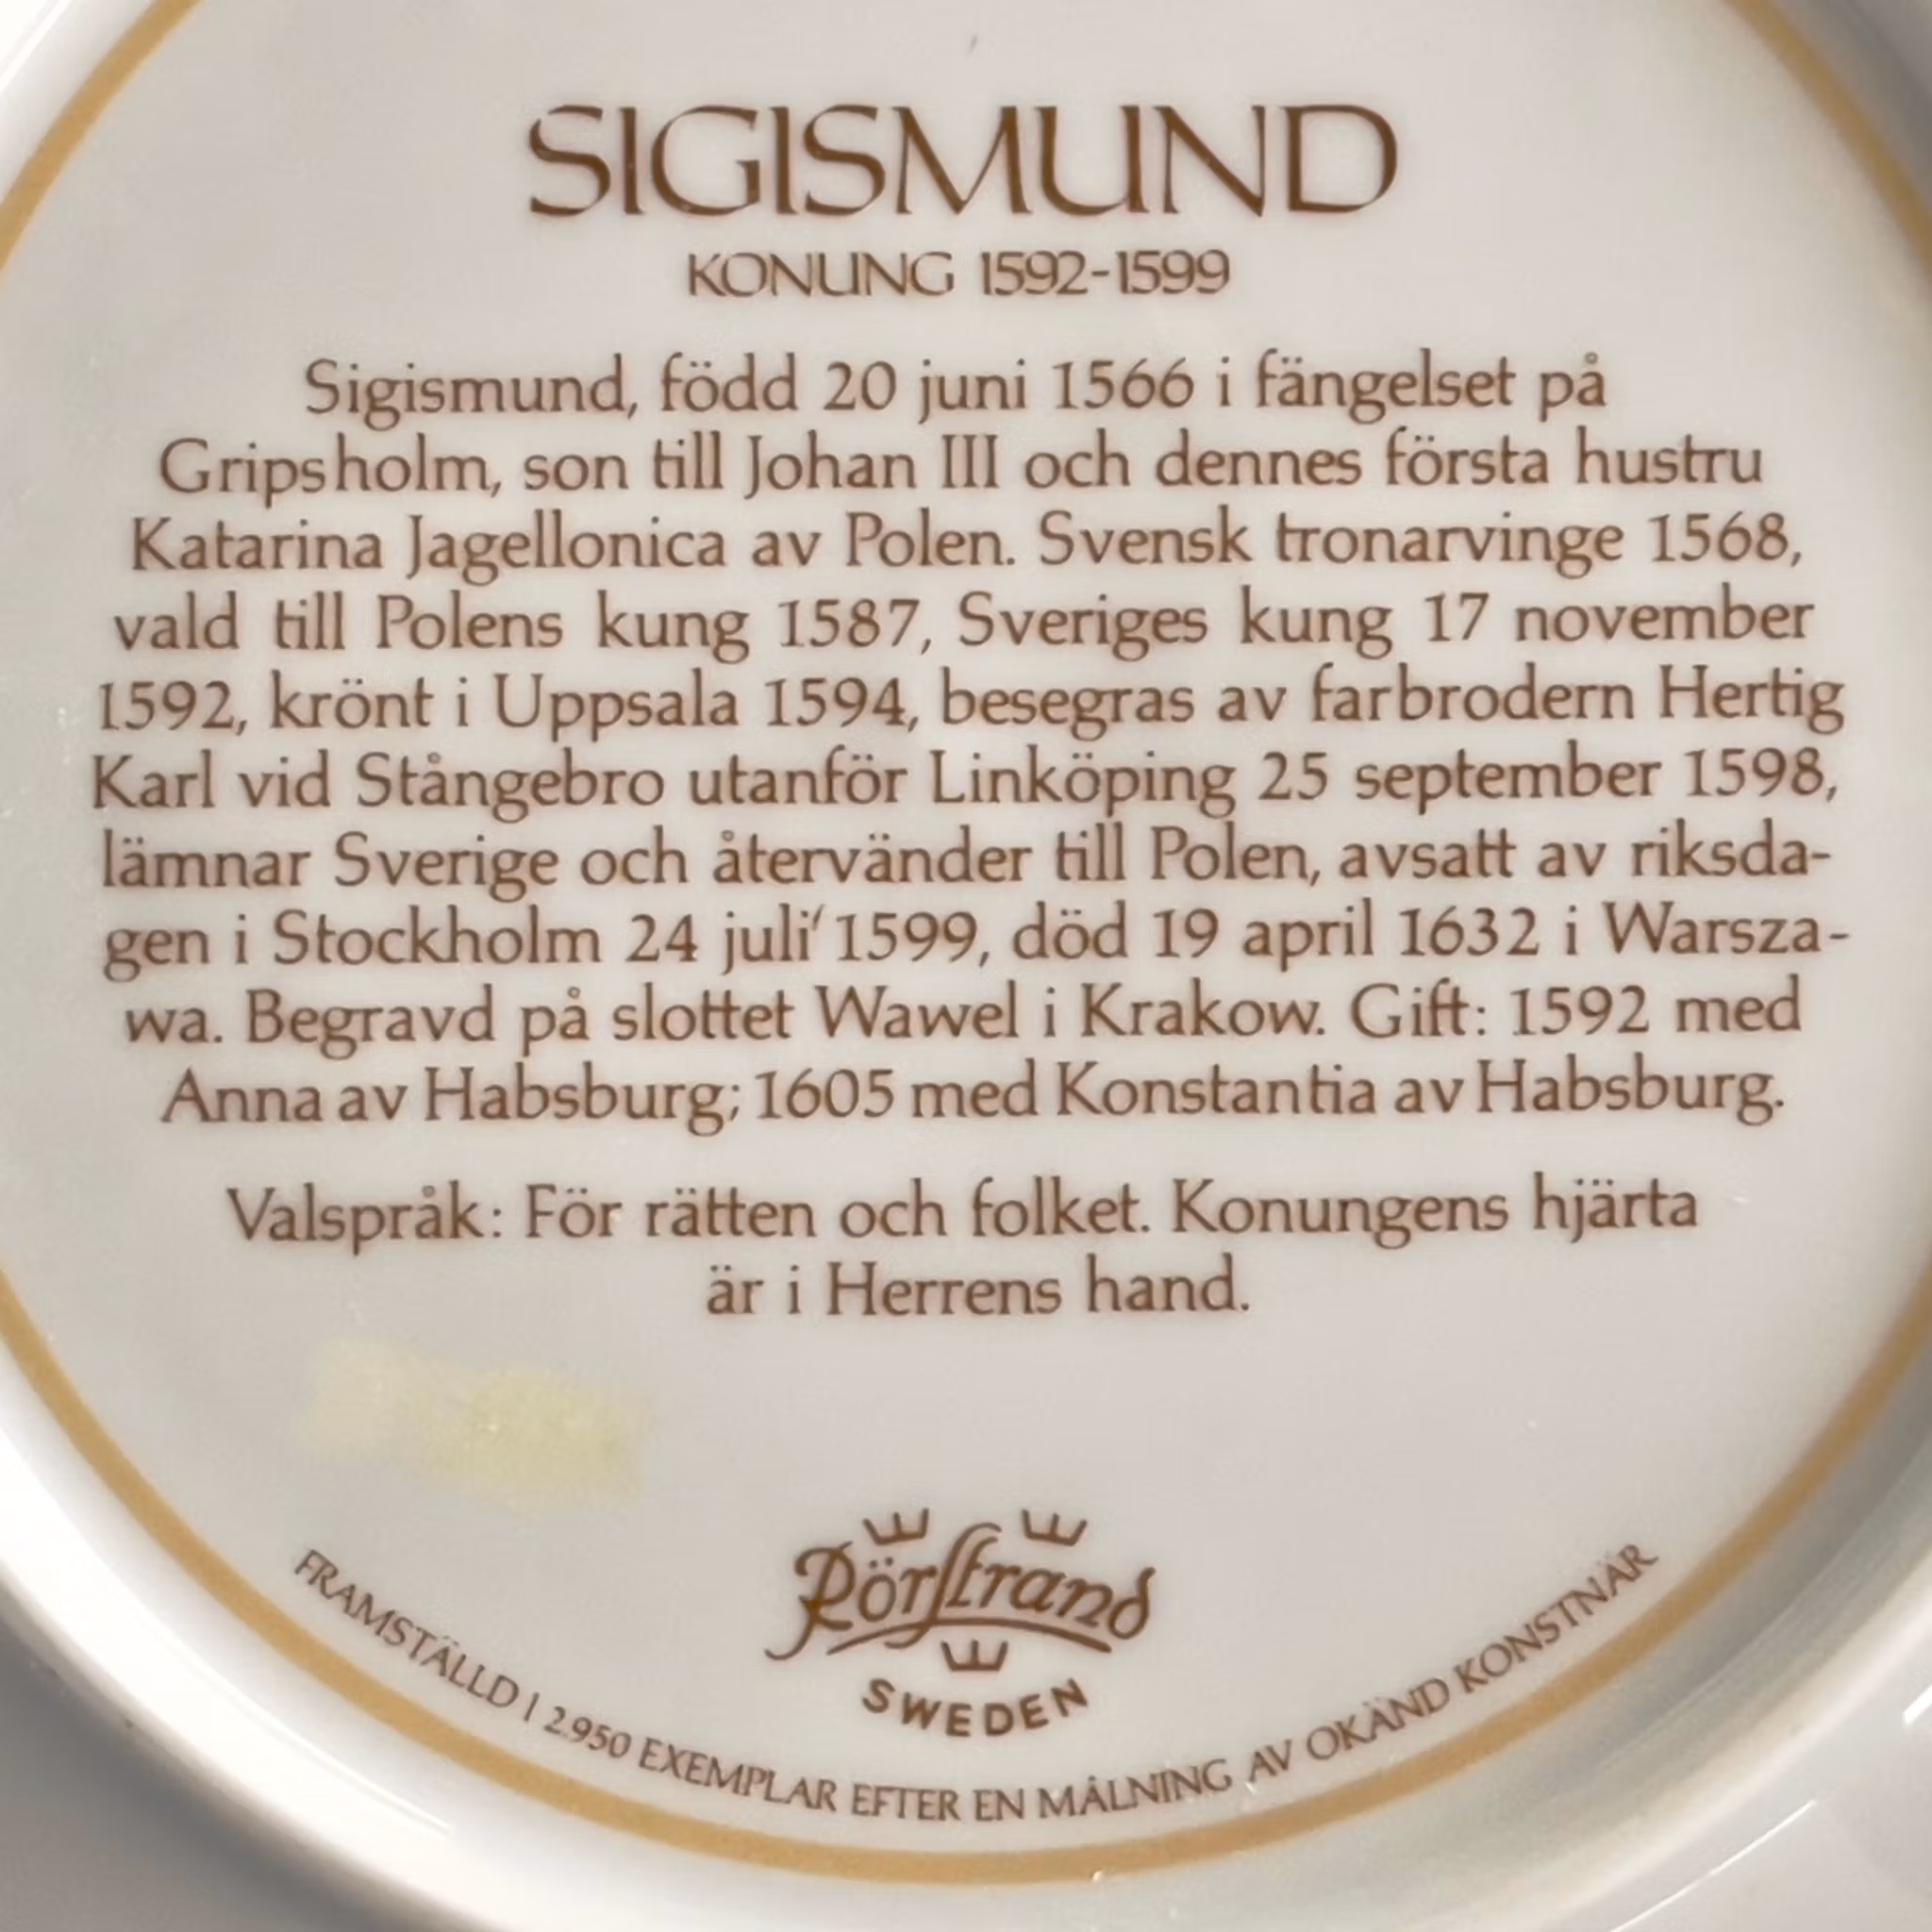 SIGISMUND
KONUNG 1592-1599
Sigismund, född 20 juni 1566 i fängelset på
Gripsholm, son till Johan III och dennes första hustru
Katarina Jagellonica av Polen. Svensk tronarvinge 1568,
vald till Polens kung 1587, Sveriges kung 17 november
1592, krönt i Uppsala 1594, besegras av farbrodern Hertig
Karl vid Stångebro utanför Linköping 25 september 1598,
lämnar Sverige och återvänder till Polen, avsatt av riksda-
gen i Stockholm 24 juli 1599, död 19 april 1632 i Warsza-
wa. Begravd på slottet Wawel i Krakow. Gift: 1592 med
Anna av Habsburg; 1605 med Konstantia av Habsburg.
Valspråk: För rätten och folket. Konungens hjärta
är i Herrens hand.
Rörstrand
SWEDEN
FRAMSTÄLLD I 2.950 EXEMPLAR EFTER EN MÅLNING AV OKÄND KONSTNÄR